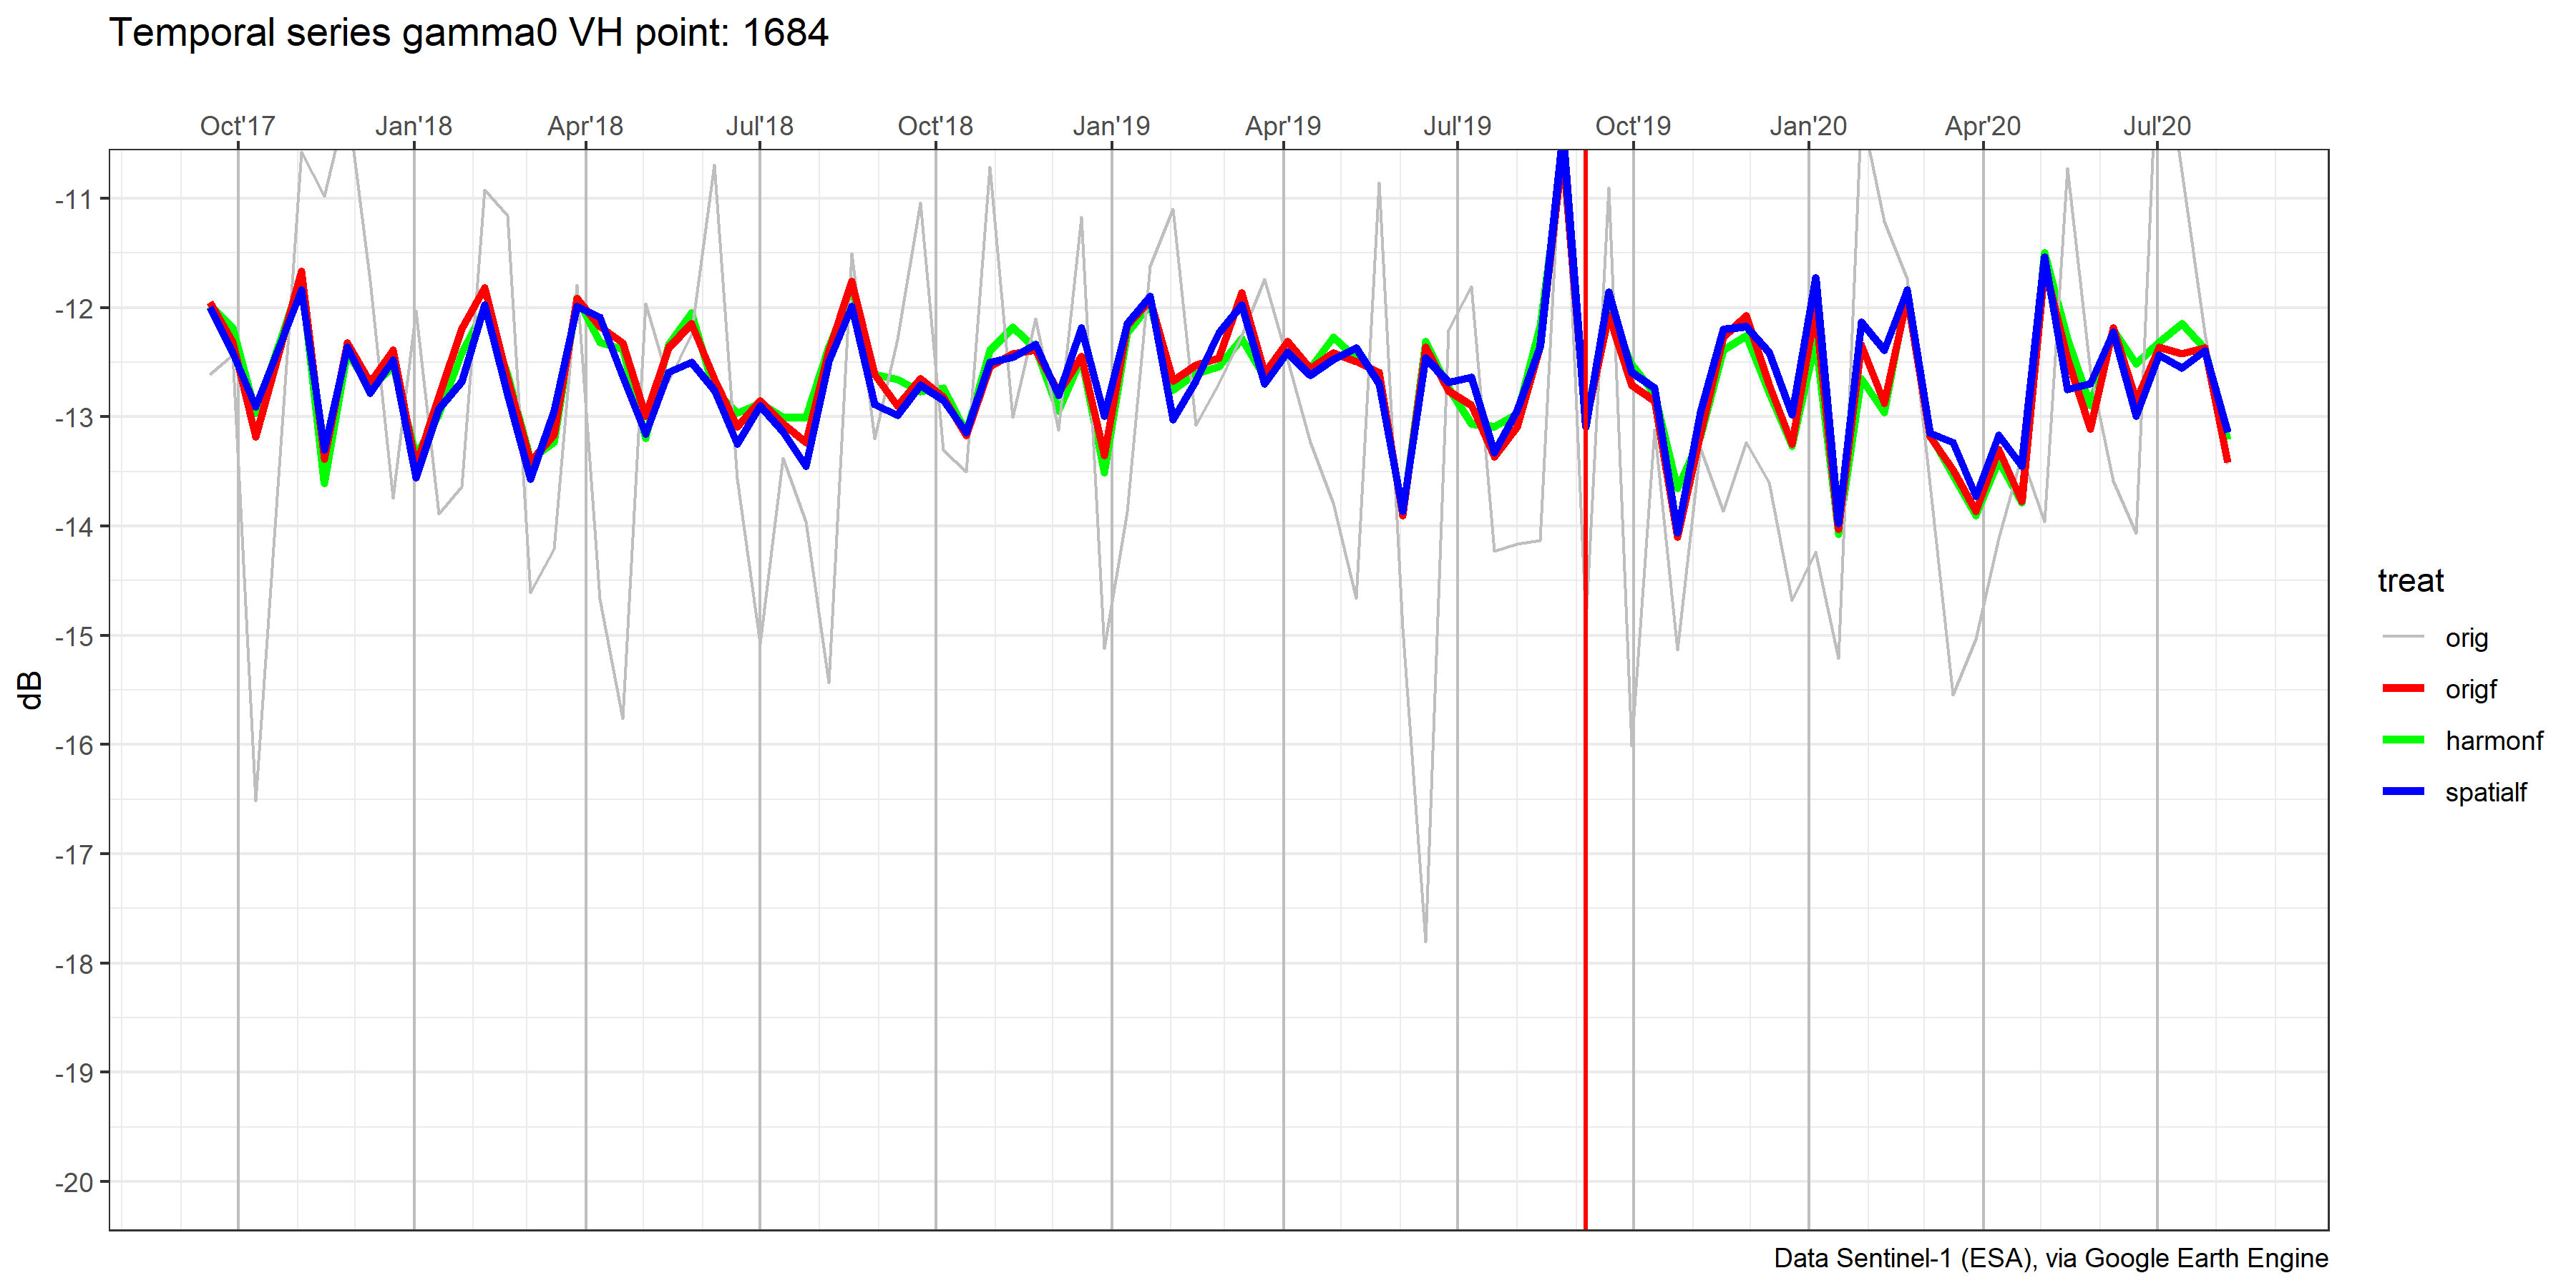 Temporal series gamma0 VH point: 1684
Oct'17 Jan'18 Apr'18 Jul'18 Oct'18 Jan'19 Apr'19 Jul'19 Oct'19 Jan'20 Apr'20 Jul'20
-11
-12
-13
-14
-15
-16
-17
-18
-19
-20
dB
treat
orig
origf
harmonf
spatialf
Data Sentinel-1 (ESA), via Google Earth Engine